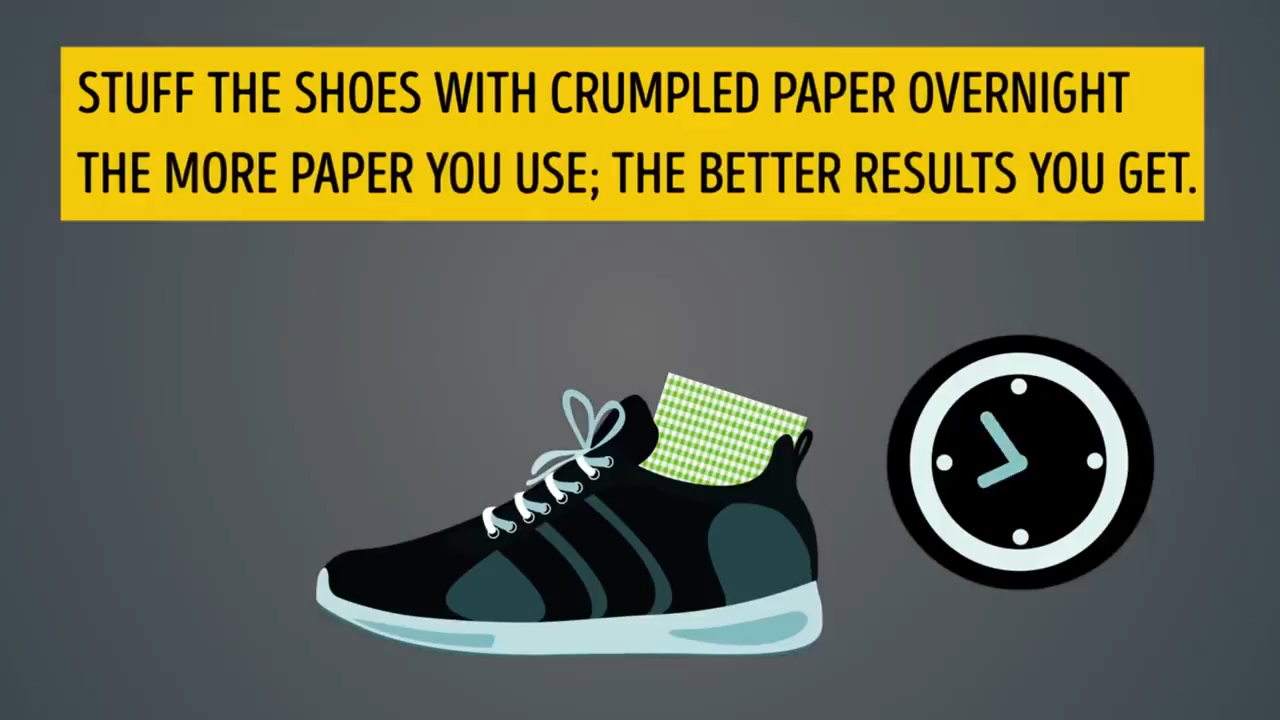 STUFF THE SHOES WITH CRUMPLED PAPER OVERNIGHT
THE MORE PAPER YOU USE; THE BETTER RESULTS YOU GET.